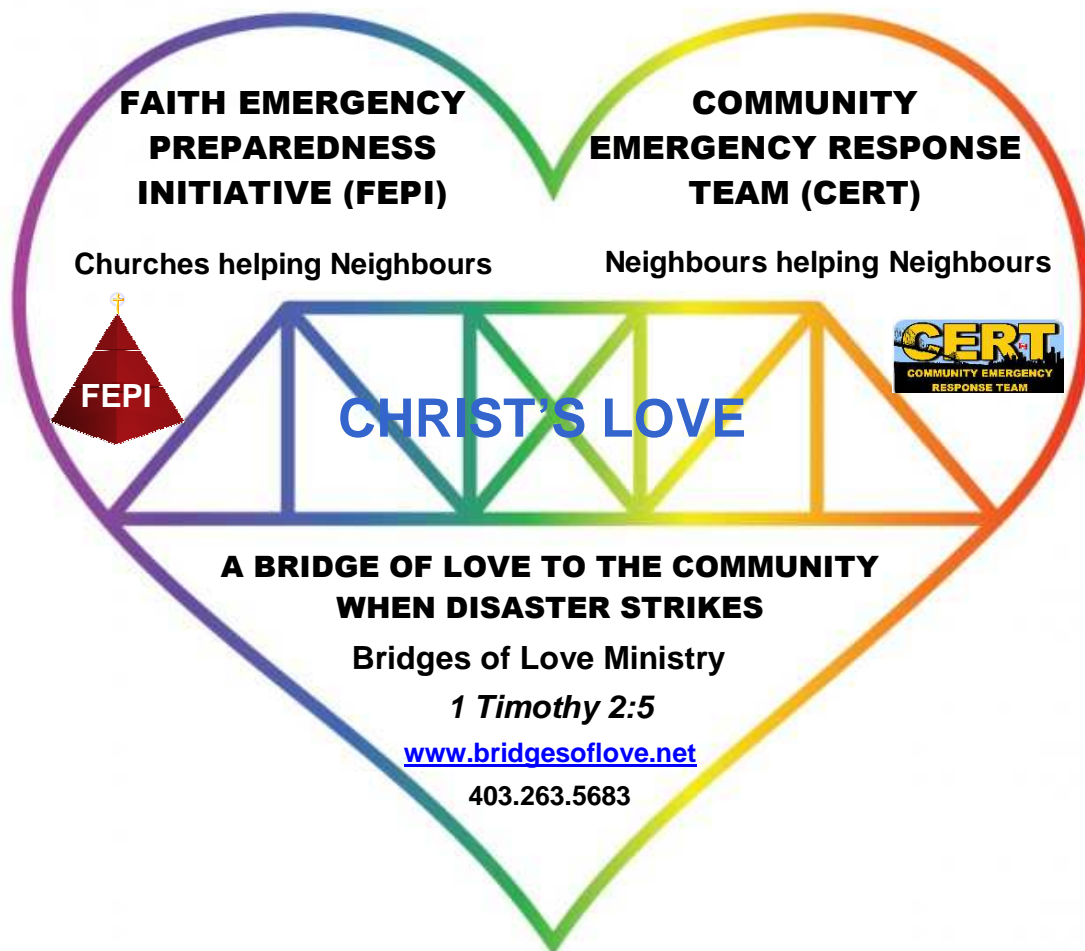 FAITH EMERGENCY
PREPAREDNESS
INITIATIVE (FEPI)
Churches helping Neighbours
FEPI
COMMUNITY
EMERGENCY RESPONSE
TEAM (CERT)
Neighbours helping Neighbours
CERT
COMMUNITY EMERGENCY
RESPONSE TEAM
CHRIST'S LOVE
A BRIDGE OF LOVE TO THE COMMUNITY
WHEN DISASTER STRIKES
Bridges of Love Ministry
1 Timothy 2:5
www.bridgesoflove.net
403.263.5683